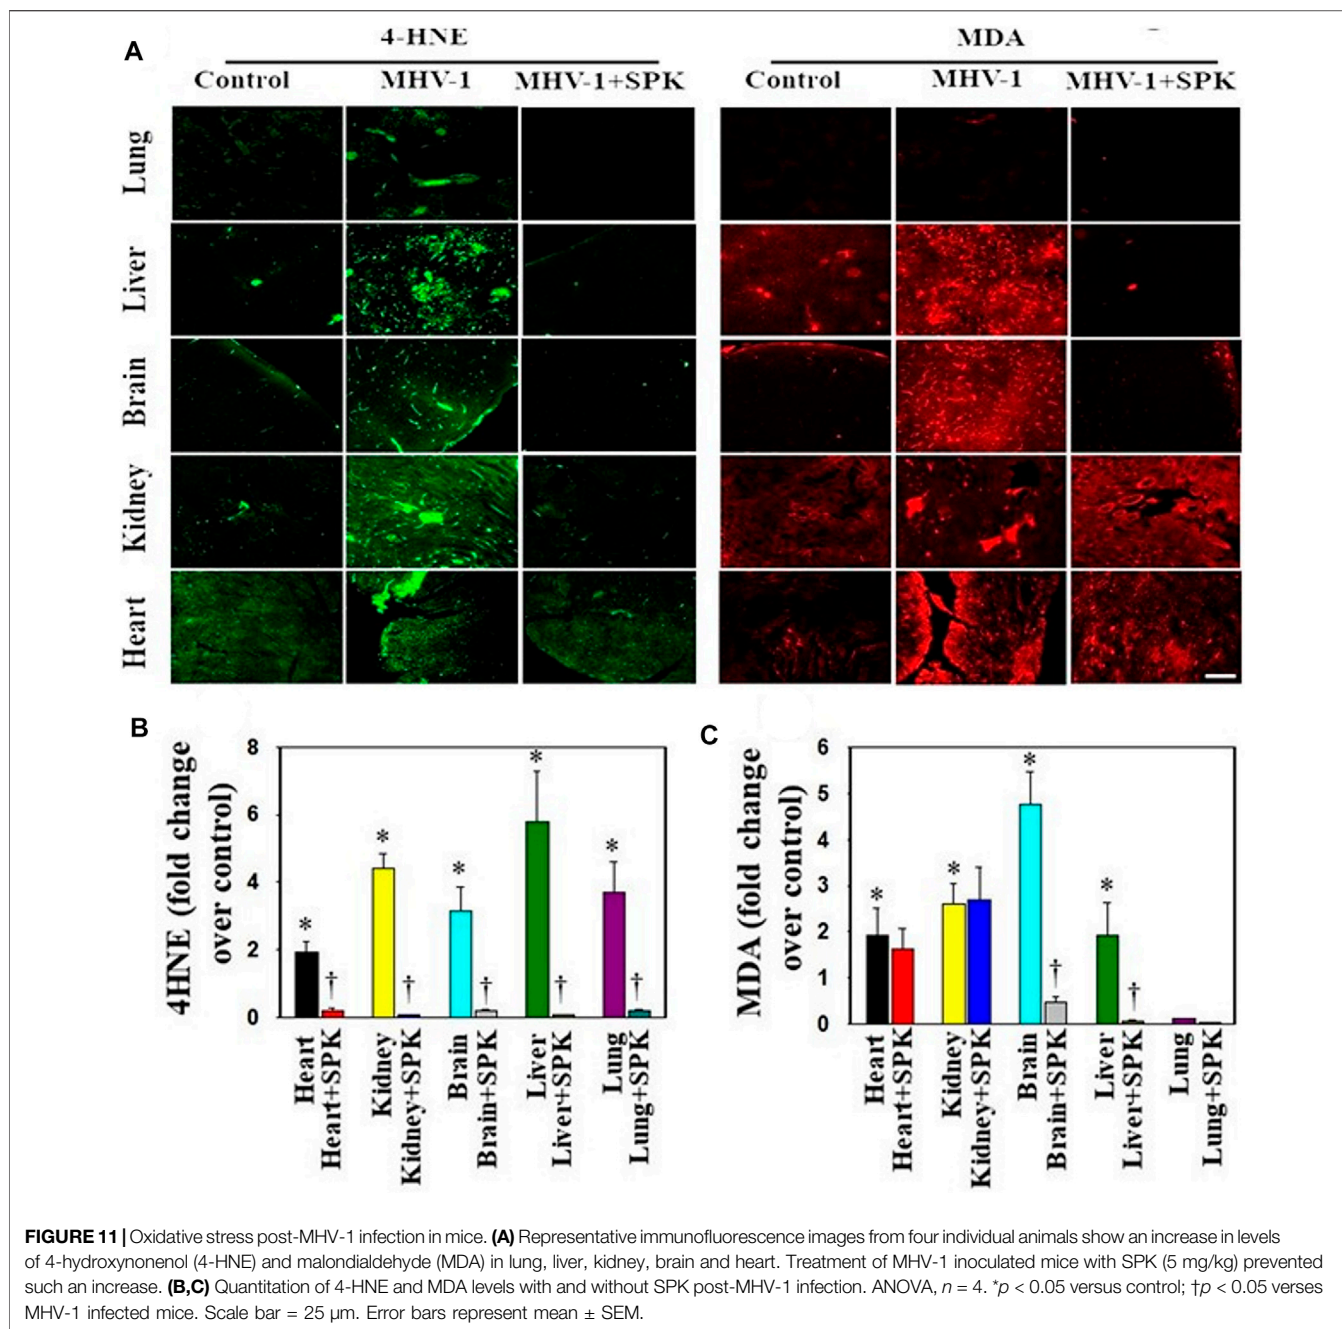 A
4-HNE
MDA
Control MHV-1 MHV-1+SPK Control MHV-1 MHV-1+SPK
Lung
Liver
Brain
Kidney
Heart
B
4HNE (fold change
over control)
8
6
4
2
0
* † * † * † * † * †
Heart
Heart+SPK
Kidney
Kidney+SPK
Brain
Brain+SPK
Liver
Liver+SPK
Lung
Lung+SPK
C
MDA (fold change
over control)
6
5
4
3
2
1
0
* * * † * †
Heart
Heart+SPK
Kidney
Kidney+SPK
Brain
Brain+SPK
Liver
Liver+SPK
Lung
Lung+SPK
FIGURE 11 | Oxidative stress post-MHV-1 infection in mice. (A) Representative immunofluorescence images from four individual animals show an increase in levels
of 4-hydroxynonenol (4-HNE) and malondialdehyde (MDA) in lung, liver, kidney, brain and heart. Treatment of MHV-1 inoculated mice with SPK (5 mg/kg) prevented
such an increase. (B,C) Quantitation of 4-HNE and MDA levels with and without SPK post-MHV-1 infection. ANOVA, n = 4. *p < 0.05 versus control; †p < 0.05 verses
MHV-1 infected mice. Scale bar = 25 μm. Error bars represent mean ± SEM.